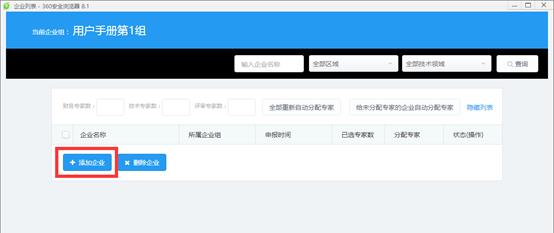 企业列表 - 360安全浏览器 8.1
当前企业组： 用户手册第1组
输入企业名称 全部区域 全部技术领域 查询
财务专家数： 技术专家数： 评审专家数： 全部重新自动分配专家 给未分配专家的企业自动分配专家 隐藏列表
企业名称 所属企业组 申报时间 已选专家数 分配专家 状态(操作)
添加企业 删除企业